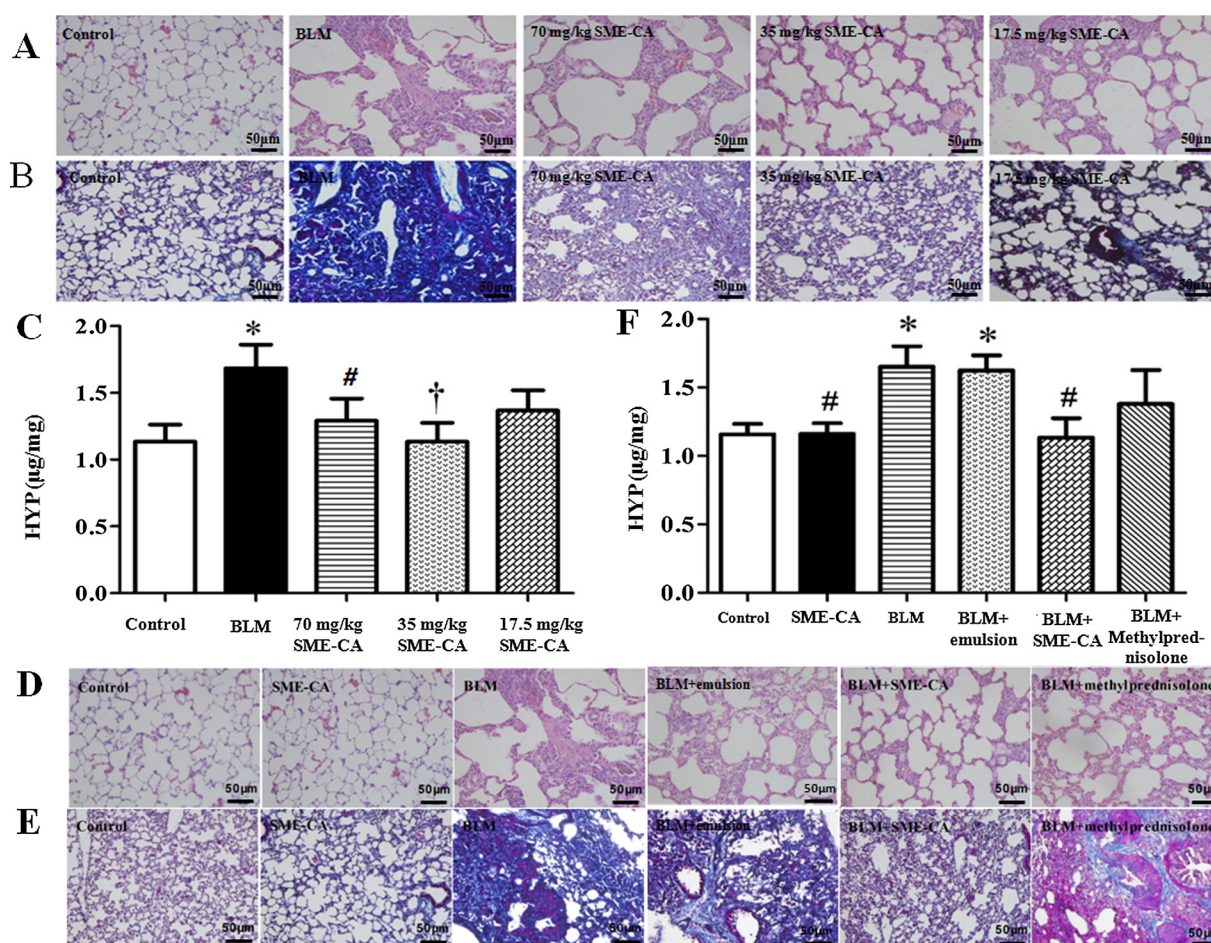 A
Control
BLM
70 mg/kg SME-CA
35 mg/kg SME-CA
17.5 mg/kg SME-CA
50µm
50µm
50µm
50µm
50µm
B
Control
BLM
70 mg/kg SME-CA
35 mg/kg SME-CA
17.5 mg/kg SME-CA
50µm
50µm
50µm
50µm
50µm
C
HYP (µg/mg)
2.0
1.5
1.0
0.5
0.0
*
#
†
Control
BLM
70 mg/kg
SME-CA
35 mg/kg
SME-CA
17.5 mg/kg
SME-CA
F
HYP (µg/mg)
2.0
1.5
1.0
0.5
0.0
#
*
*
#
Control
SME-CA
BLM
BLM+
emulsion
BLM+
SME-CA
BLM+
Methylpred-
nisolone
D
Control
SME-CA
BLM
BLM+emulsion
BLM+SME-CA
BLM+methylprednisolone
50µm
50µm
50µm
50µm
50µm
50µm
E
Control
SME-CA
BLM
BLM+emulsion
BLM+SME-CA
BLM+methylprednisolone
50µm
50µm
50µm
50µm
50µm
50µm